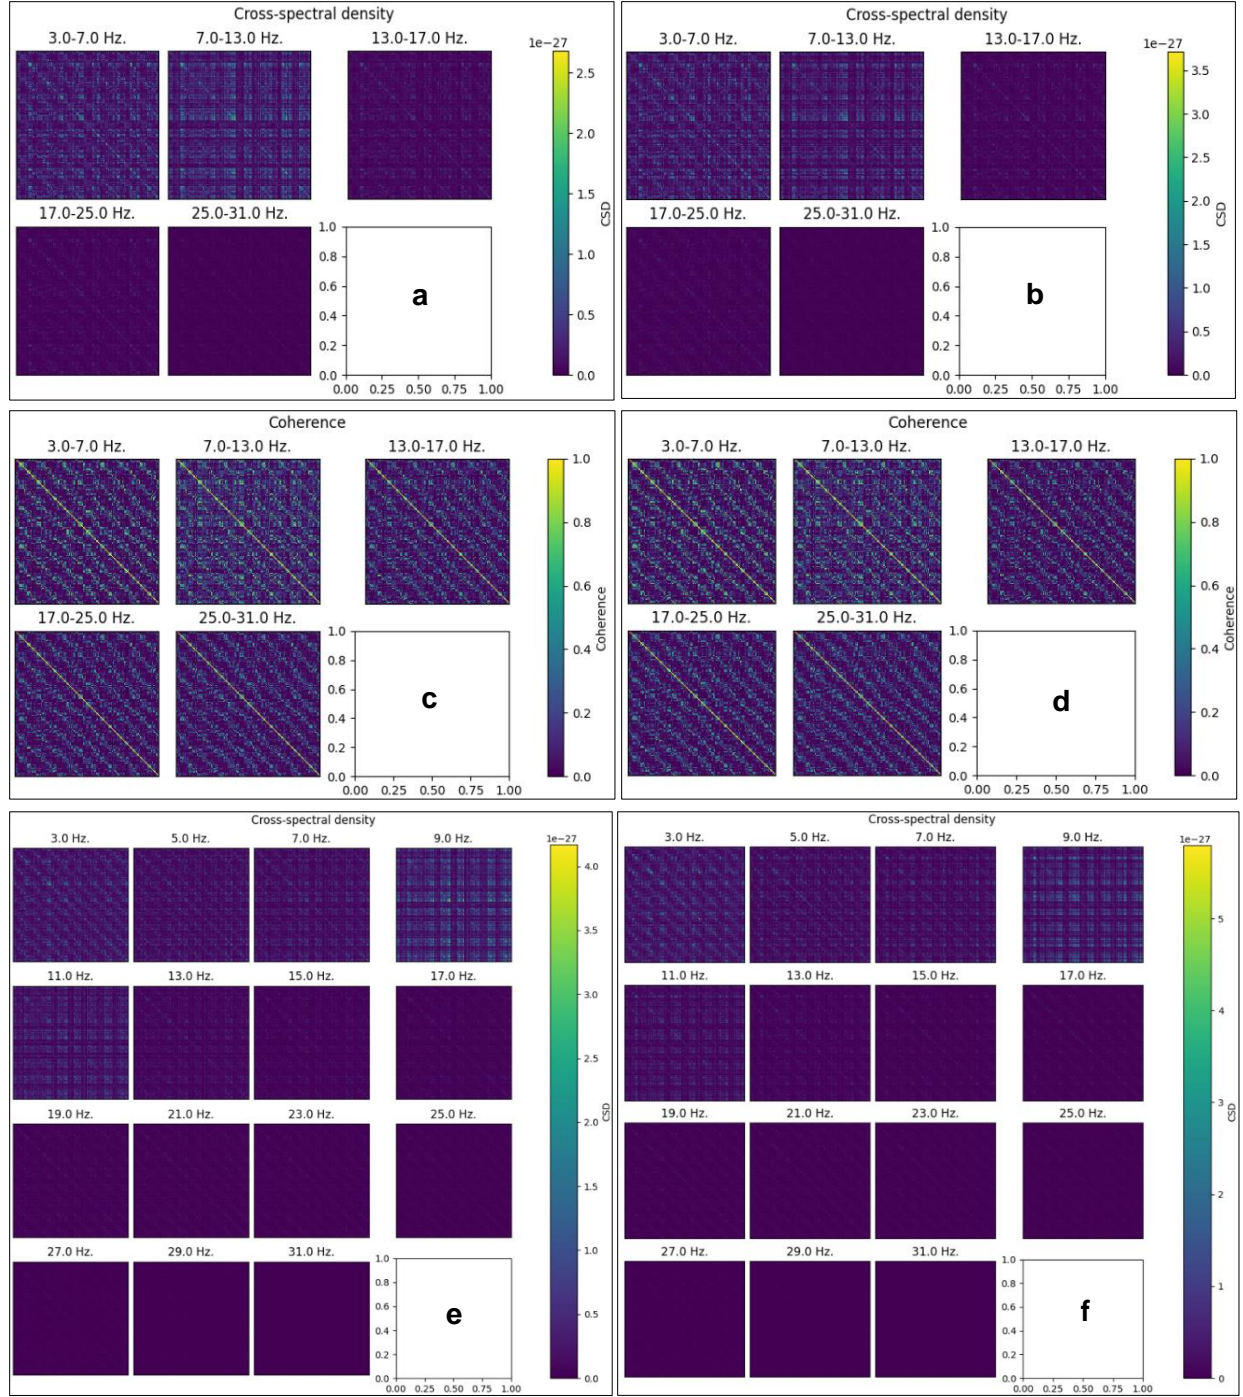 Cross-spectral density
3.0-7.0 Hz. 7.0-13.0 Hz. 13.0-17.0 Hz.
1e−27
17.0-25.0 Hz. 25.0-31.0 Hz.
1.0
0.8
0.6
0.4
0.2
0.0
0.00 0.25 0.50 0.75 1.00
a
2.5
2.0
1.5
1.0
0.5
0.0
CSD
Cross-spectral density
3.0-7.0 Hz. 7.0-13.0 Hz. 13.0-17.0 Hz.
1e−27
17.0-25.0 Hz. 25.0-31.0 Hz.
1.0
0.8
0.6
0.4
0.2
0.0
0.00 0.25 0.50 0.75 1.00
b
3.5
3.0
2.5
2.0
1.5
1.0
0.5
0.0
CSD
Coherence
3.0-7.0 Hz. 7.0-13.0 Hz. 13.0-17.0 Hz.
17.0-25.0 Hz. 25.0-31.0 Hz.
1.0
0.8
0.6
0.4
0.2
0.0
0.00 0.25 0.50 0.75 1.00
c
1.0
0.8
0.6
0.4
0.2
0.0
Coherence
Coherence
3.0-7.0 Hz. 7.0-13.0 Hz. 13.0-17.0 Hz.
17.0-25.0 Hz. 25.0-31.0 Hz.
1.0
0.8
0.6
0.4
0.2
0.0
0.00 0.25 0.50 0.75 1.00
d
1.0
0.8
0.6
0.4
0.2
0.0
Coherence
Cross-spectral density
3.0 Hz. 5.0 Hz. 7.0 Hz. 9.0 Hz.
1e−27
11.0 Hz. 13.0 Hz. 15.0 Hz. 17.0 Hz.
19.0 Hz. 21.0 Hz. 23.0 Hz. 25.0 Hz.
27.0 Hz. 29.0 Hz. 31.0 Hz.
1.0
0.8
0.6
0.4
0.2
0.0
0.00 0.25 0.50 0.75 1.00
e
4.0
3.5
3.0
2.5
2.0
1.5
1.0
0.5
0.0
CSD
Cross-spectral density
3.0 Hz. 5.0 Hz. 7.0 Hz. 9.0 Hz.
1e−27
11.0 Hz. 13.0 Hz. 15.0 Hz. 17.0 Hz.
19.0 Hz. 21.0 Hz. 23.0 Hz. 25.0 Hz.
27.0 Hz. 29.0 Hz. 31.0 Hz.
1.0
0.8
0.6
0.4
0.2
0.0
0.00 0.25 0.50 0.75 1.00
f
5
4
3
2
1
0
CSD